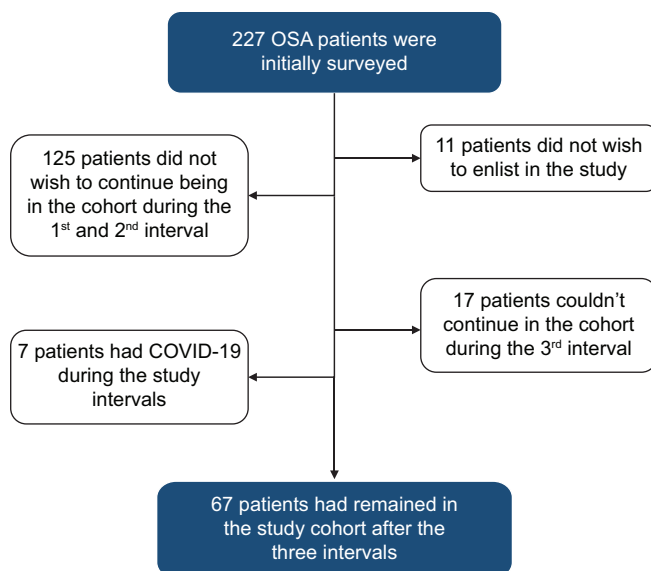 227 OSA patients were
initially surveyed
11 patients did not wish
to enlist in the study
125 patients did not
wish to continue being
in the cohort during the
1st and 2nd interval
17 patients couldn’t
continue in the cohort
during the 3rd interval
7 patients had COVID-19
during the study
intervals
67 patients had remained in
the study cohort after the
three intervals